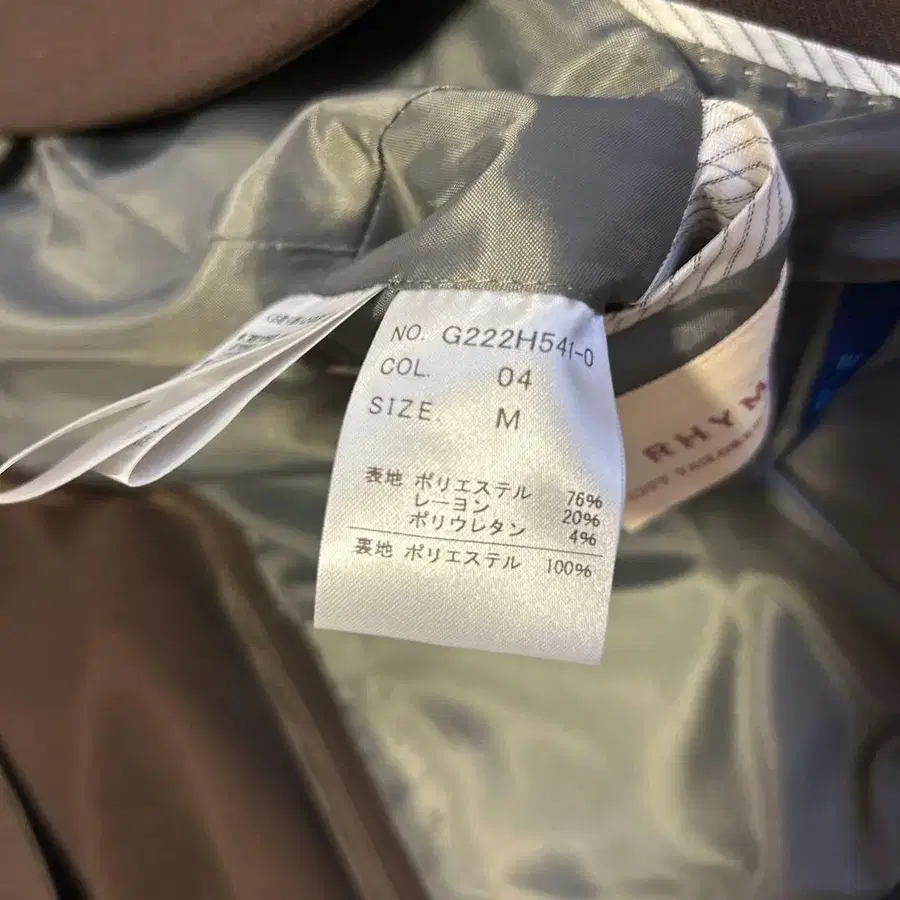 NO. G222H541-0
COL. 04
SIZE. M
表地 ポリエステル 76%
レーヨン 20%
ポリウレタン 4%
裏地 ポリエステル 100%
RHYM